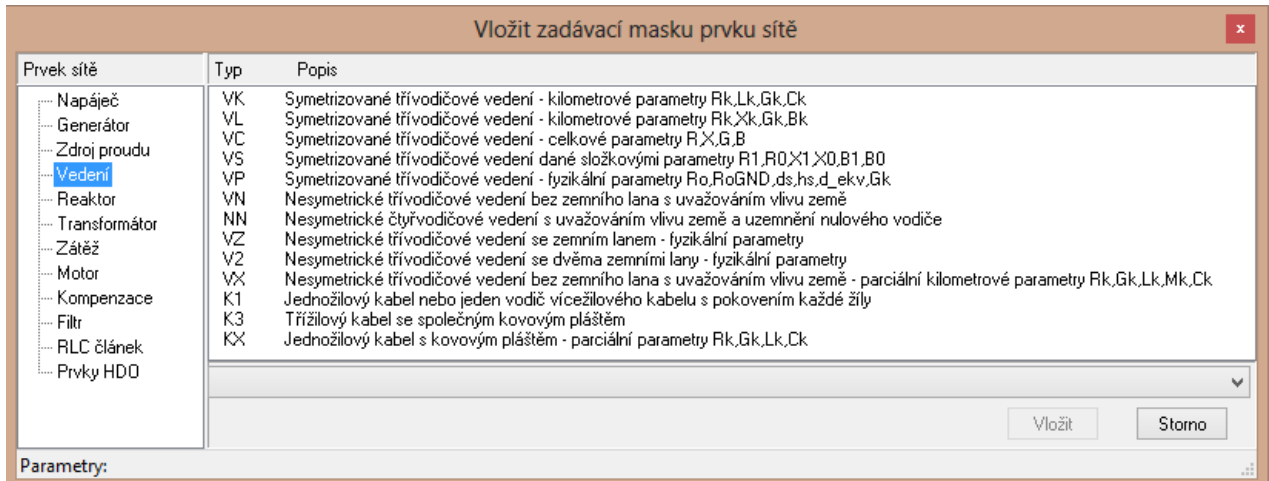 Vložit zadávací masku prvku sítě
x
Prvek sítě
Typ Popis
Napáječ
Generátor
Zdroj proudu
Vedení
Reaktor
Transformátor
Zátěž
Motor
Kompenzace
Filtr
RLC článek
Prvky HDO
VK Symetrizované třívodičové vedení - kilometrové parametry Rk,Lk,Gk,Ck
VL Symetrizované třívodičové vedení - kilometrové parametry Rk,Xk,Gk,Bk
VC Symetrizované třívodičové vedení - celkové parametry R,X,G,B
VS Symetrizované třívodičové vedení dané složkovými parametry R1,R0,X1,X0,B1,B0
VP Symetrizované třívodičové vedení - fyzikální parametry Ro,RoGND,ds,hs,d_ekv,Gk
VN Nesymetrické třívodičové vedení bez zemního lana s uvažováním vlivu země
NN Nesymetrické čtyřvodičové vedení s uvažováním vlivu země a uzemnění nulového vodiče
VZ Nesymetrické třívodičové vedení se zemním lanem - fyzikální parametry
V2 Nesymetrické třívodičové vedení se dvěma zemními lany - fyzikální parametry
VX Nesymetrické třívodičové vedení bez zemního lana s uvažováním vlivu země - parciální kilometrové parametry Rk,Gk,Lk,Mk,Ck
K1 Jednožilový kabel nebo jeden vodič vícežilového kabelu s pokovením každé žíly
K3 Třížilový kabel se společným kovovým pláštěm
KX Jednožilový kabel s kovovým pláštěm - parciální parametry Rk,Gk,Lk,Ck
Vložit Storno
Parametry: